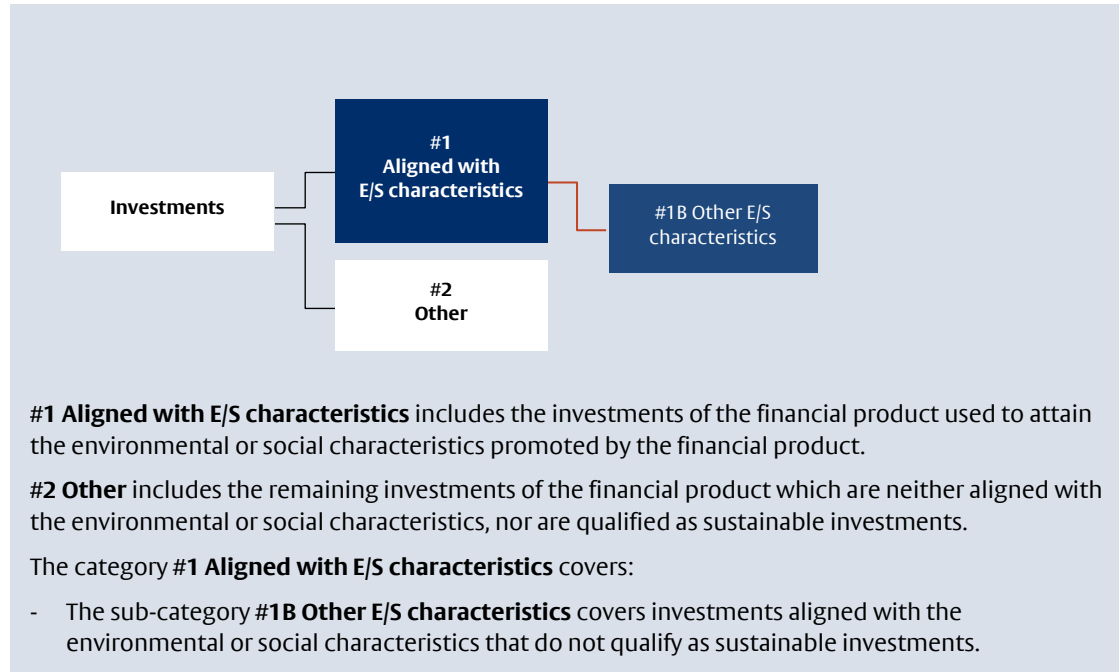 #1
Aligned with
E/S characteristics
Investments
#1B Other E/S
characteristics
#2
Other
#1 Aligned with E/S characteristics includes the investments of the financial product used to attain
the environmental or social characteristics promoted by the financial product.
#2 Other includes the remaining investments of the financial product which are neither aligned with
the environmental or social characteristics, nor are qualified as sustainable investments.
The category #1 Aligned with E/S characteristics covers:
- The sub-category #1B Other E/S characteristics covers investments aligned with the
environmental or social characteristics that do not qualify as sustainable investments.